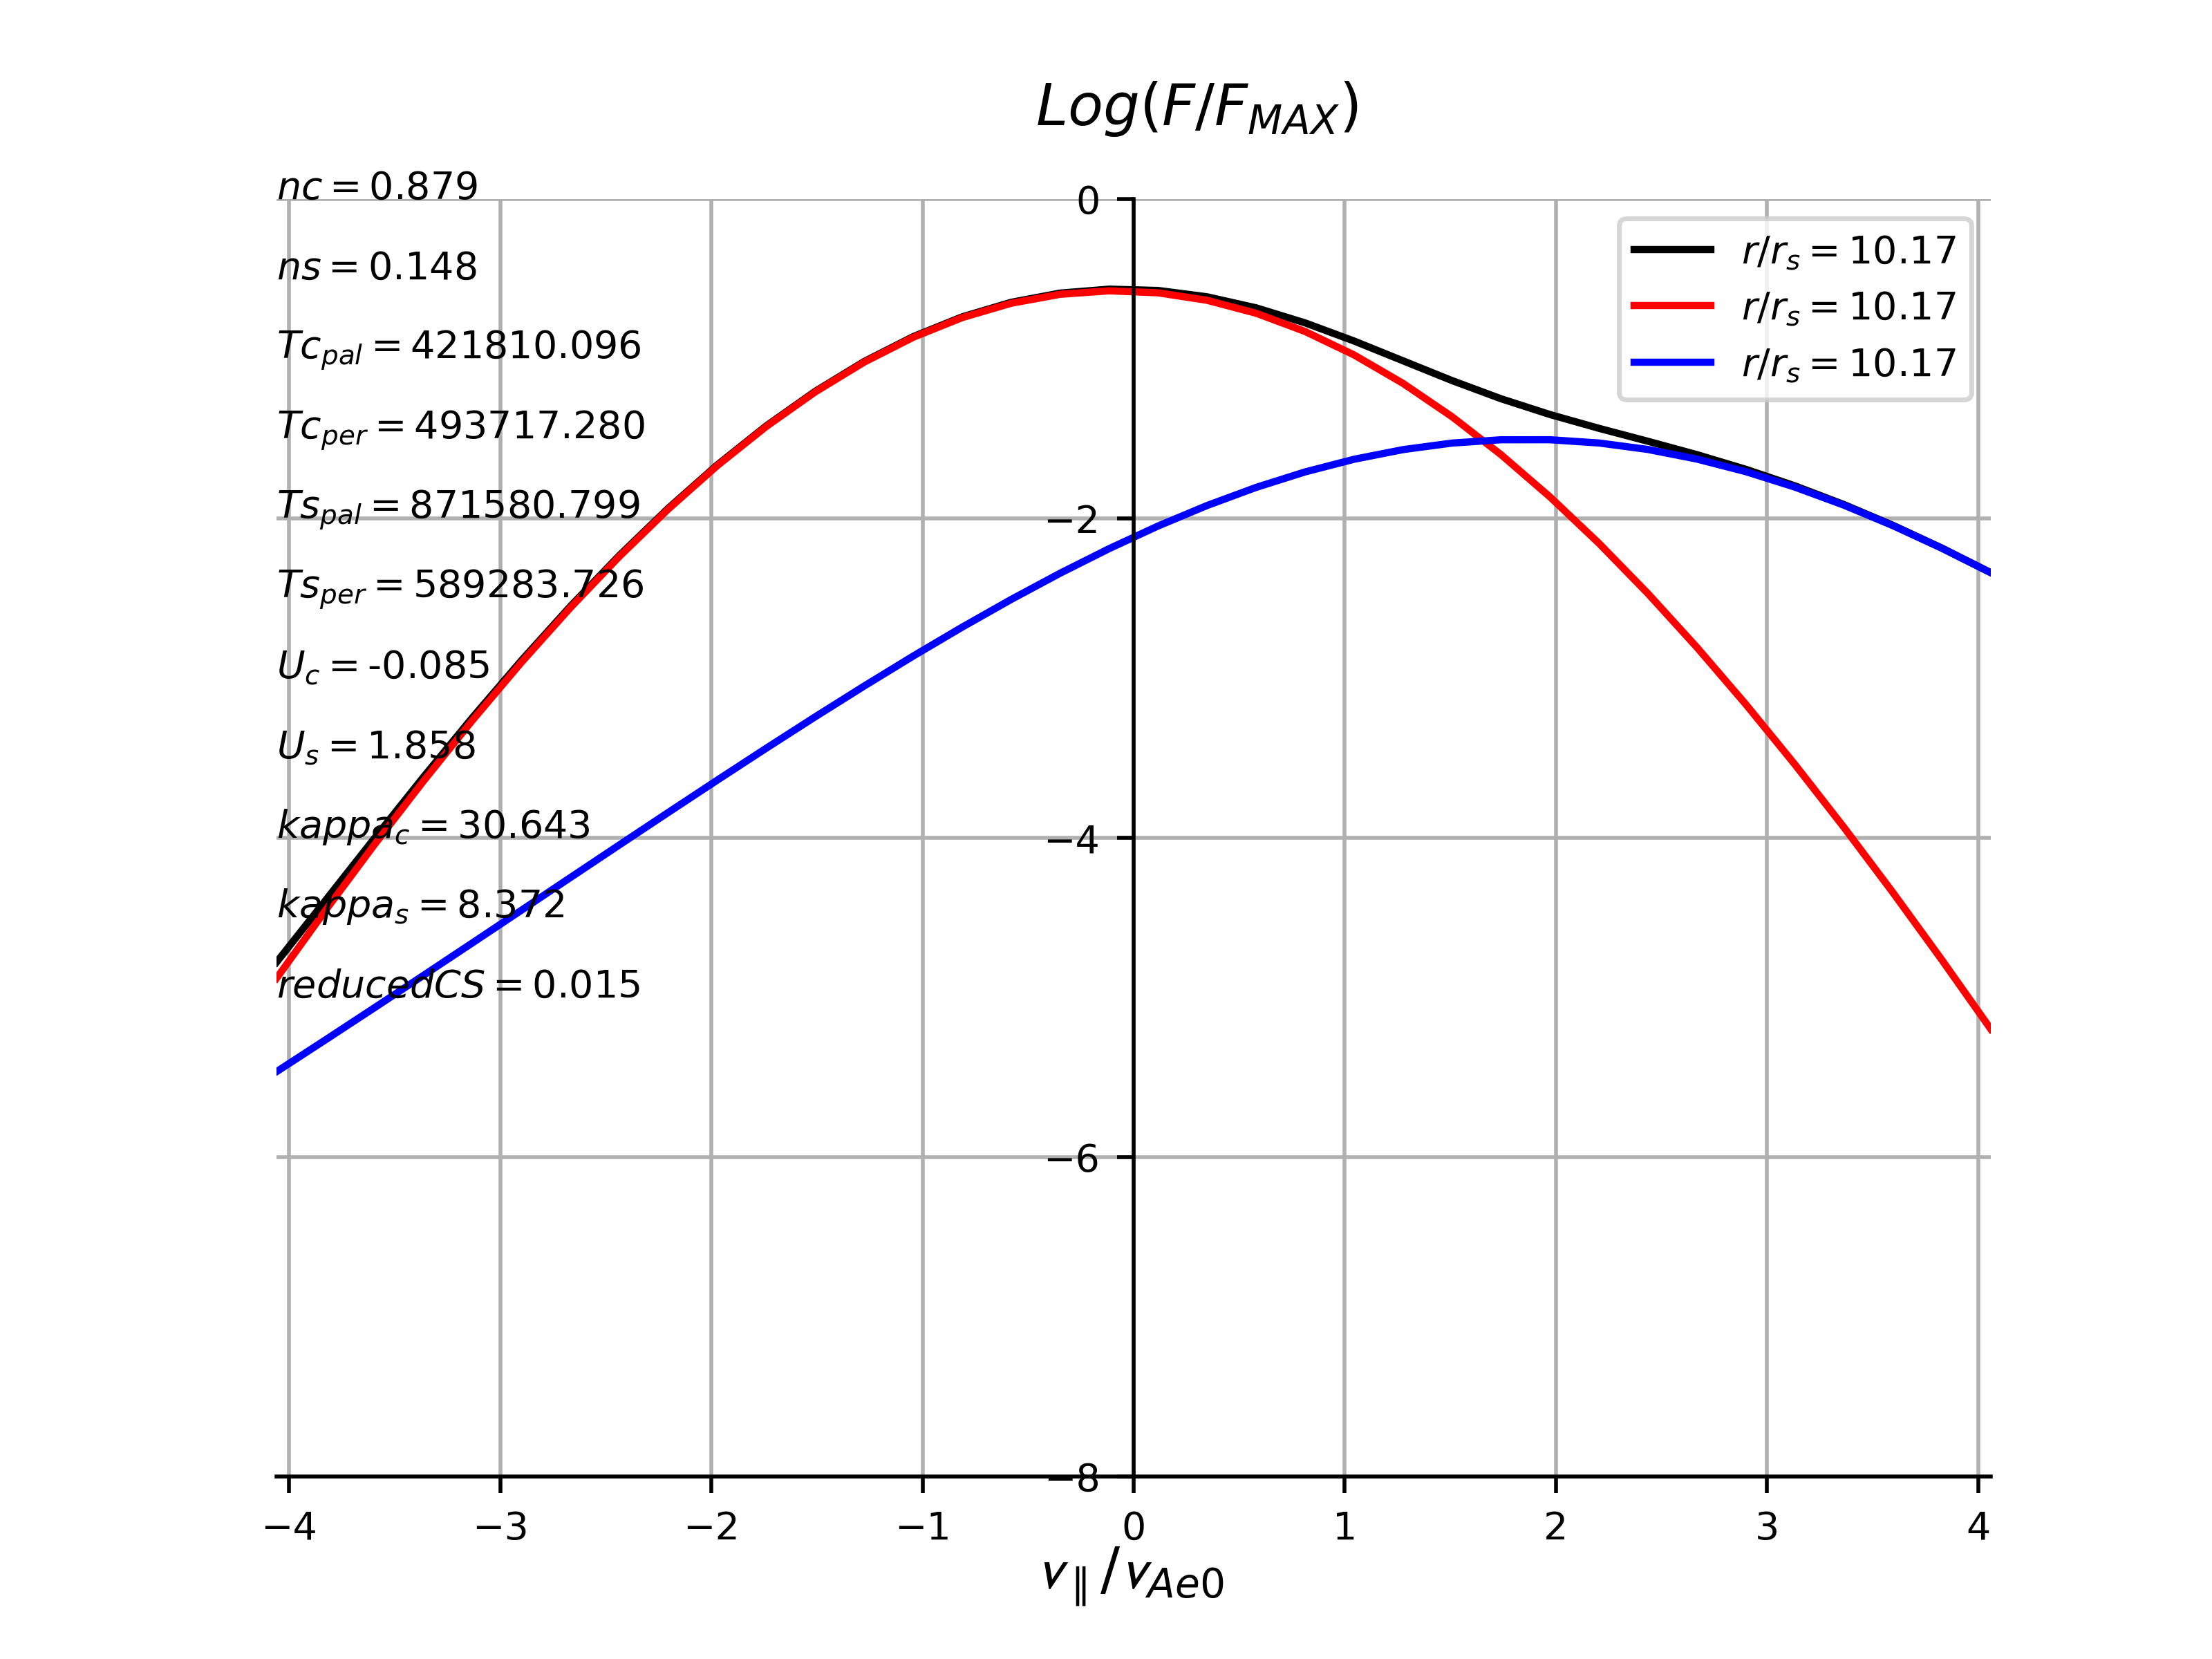 Log(F/F_MAX)
nc = 0.879
ns = 0.148
Tc_pal = 421810.096
Tc_per = 493717.280
Ts_pal = 871580.799
Ts_per = 589283.726
U_c = -0.085
U_s = 1.858
kappa_c = 30.643
kappa_s = 8.372
reducedCS = 0.015
r/r_s = 10.17
r/r_s = 10.17
r/r_s = 10.17
0
−2
−4
−6
−8
−4 −3 −2 −1 0 1 2 3 4
v_∥/v_Ae0